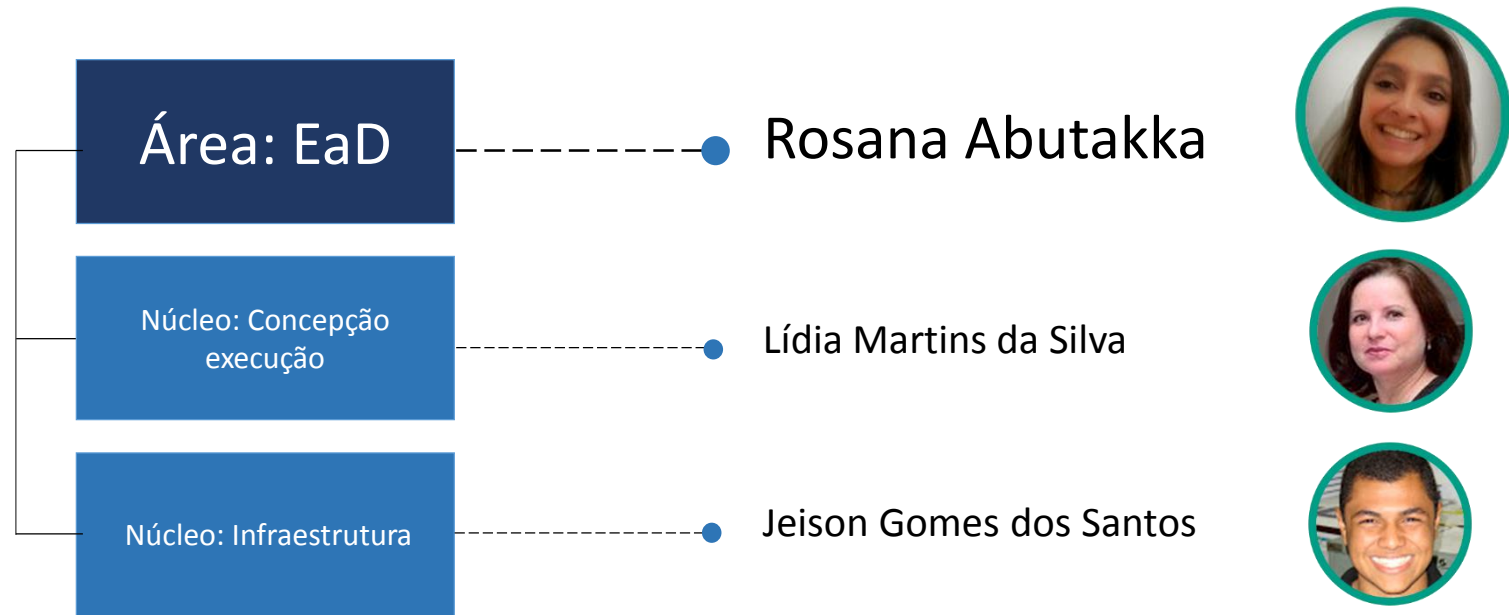 Área: EaD
Rosana Abutakka
Núcleo: Concepção
execução
Lídia Martins da Silva
Núcleo: Infraestrutura
Jeison Gomes dos Santos